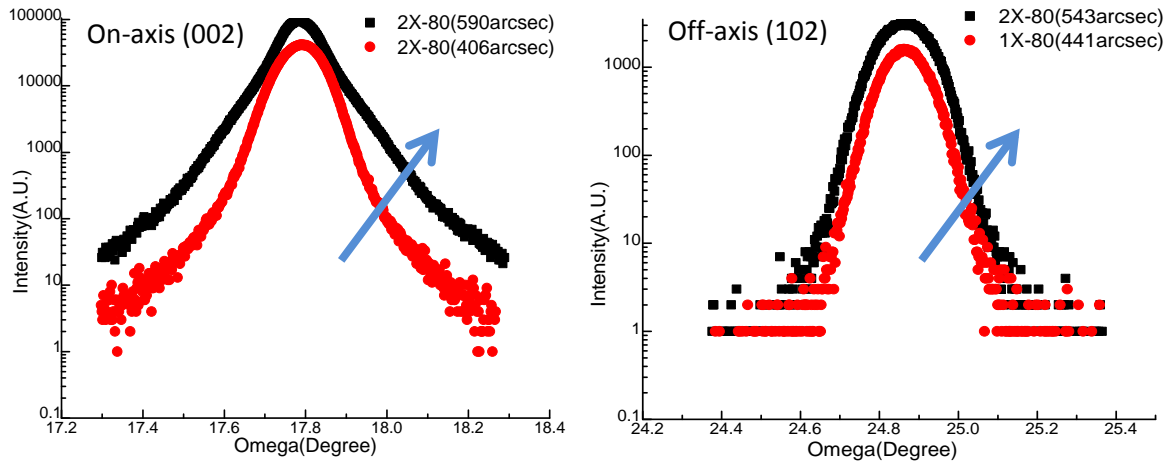 On-axis (002)
2X-80(590arcsec)
2X-80(406arcsec)
100000
10000
1000
100
10
1
0.1
Intensity(A.U.)
17.2 17.4 17.6 17.8 18.0 18.2 18.4
Omega(Degree)
Off-axis (102)
2X-80(543arcsec)
1X-80(441arcsec)
1000
100
10
1
0.1
Intensity(A.U.)
24.2 24.4 24.6 24.8 25.0 25.2 25.4
Omega(Degree)